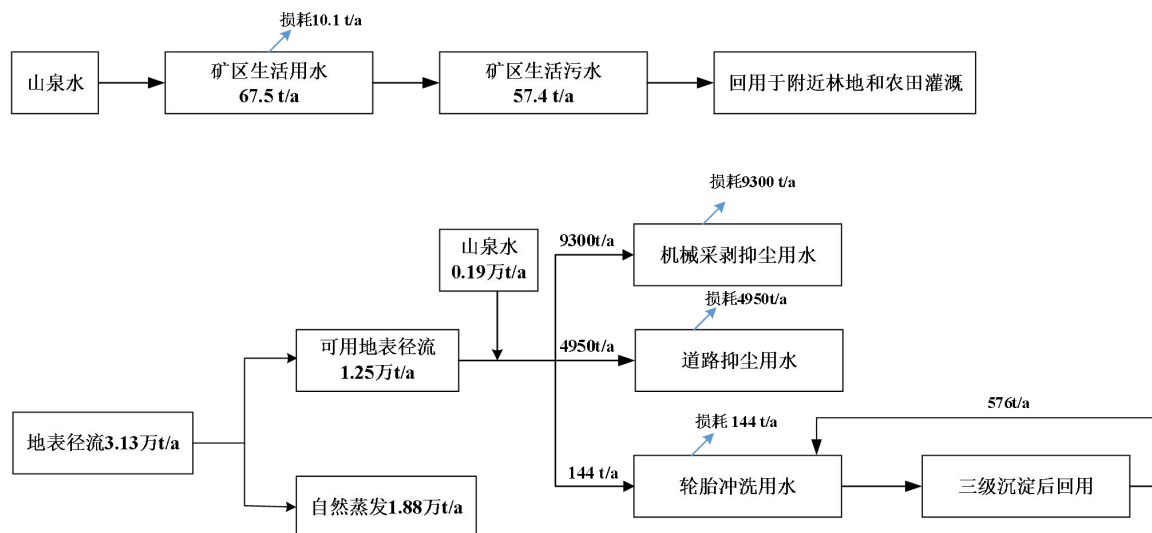 损耗10.1 t/a
山泉水
矿区生活用水
67.5 t/a
矿区生活污水
57.4 t/a
回用于附近林地和农田灌溉
损耗9300 t/a
山泉水
0.19万t/a
9300t/a
机械采剥抑尘用水
损耗4950t/a
可用地表径流
1.25万t/a
4950t/a
道路抑尘用水
地表径流3.13万t/a
576t/a
损耗 144 t/a
144 t/a
轮胎冲洗用水
三级沉淀后回用
自然蒸发1.88万t/a